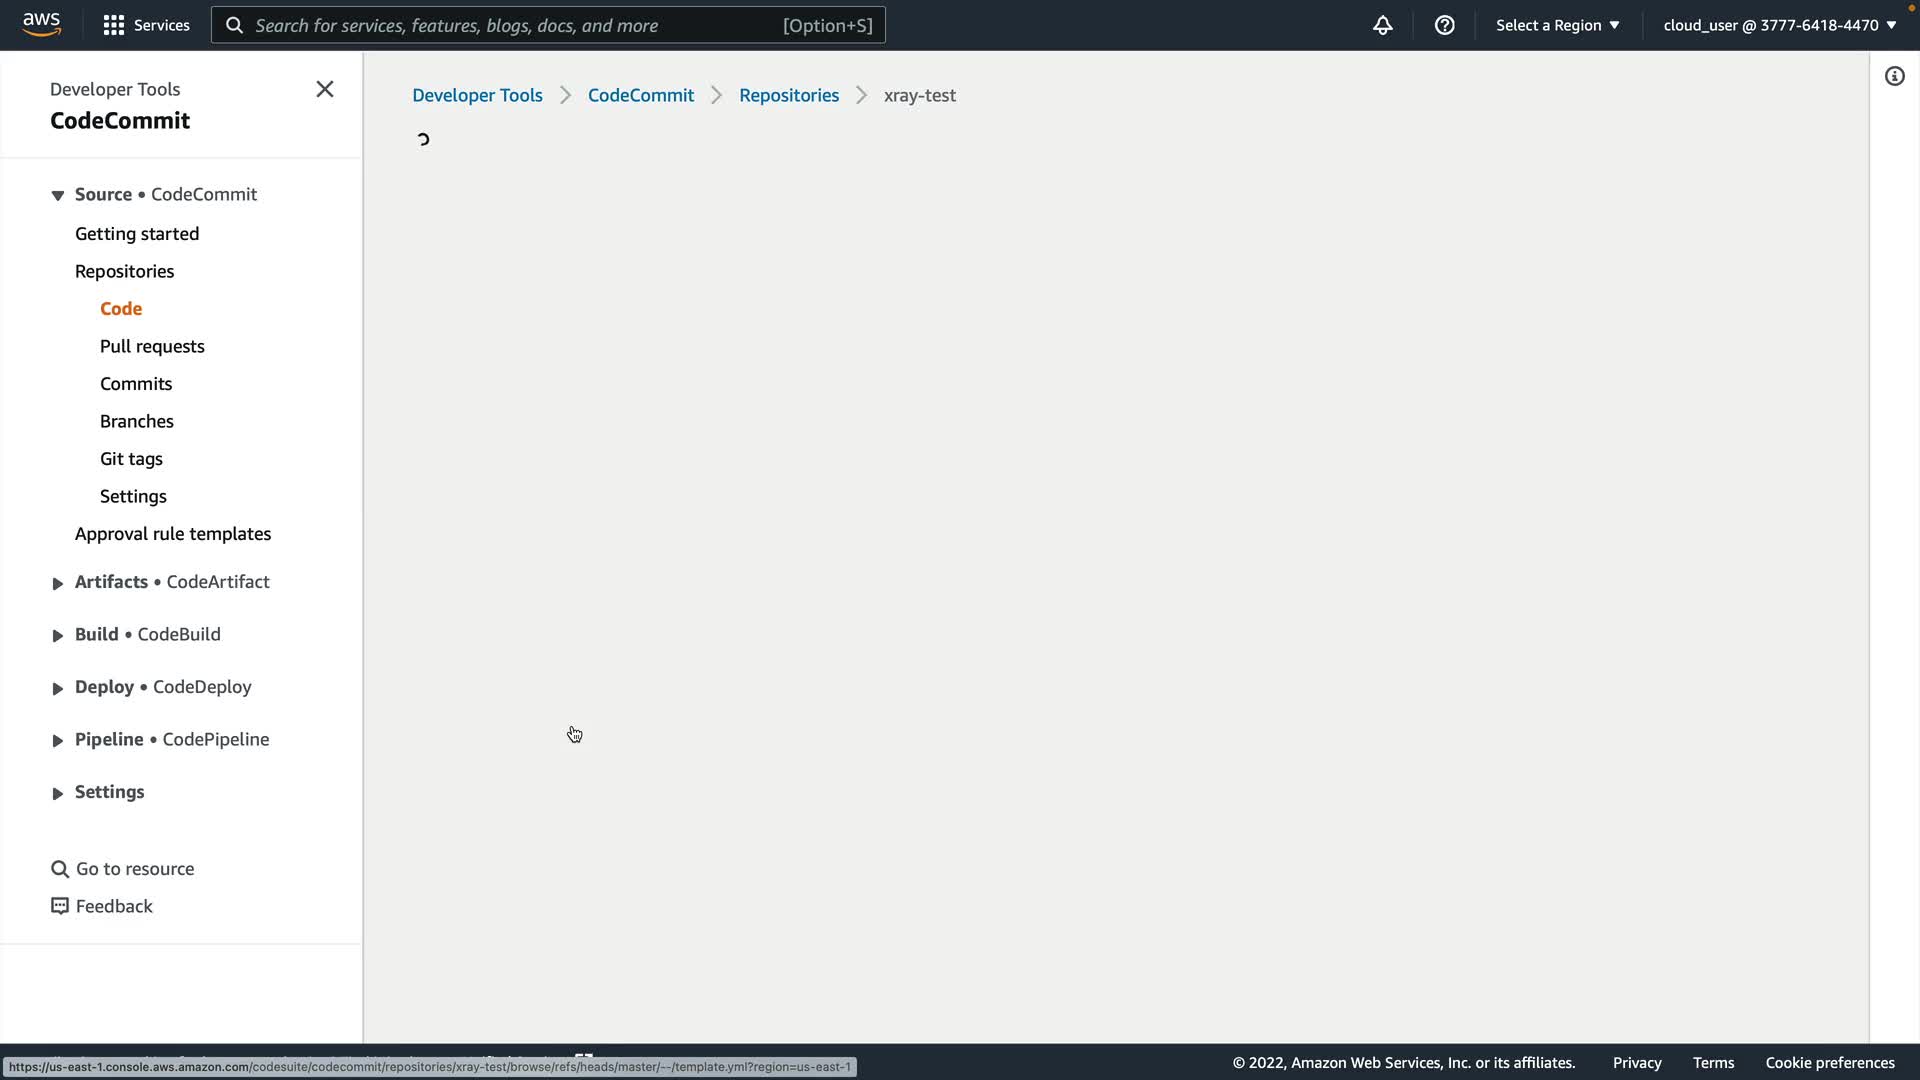 aws
Services
Search for services, features, blogs, docs, and more
[Option+S]
Select a Region
cloud_user @ 3777-6418-4470
Developer Tools
CodeCommit
Developer Tools
CodeCommit
Repositories
xray-test
Source • CodeCommit
Getting started
Repositories
Code
Pull requests
Commits
Branches
Git tags
Settings
Approval rule templates
Artifacts • CodeArtifact
Build • CodeBuild
Deploy • CodeDeploy
Pipeline • CodePipeline
Settings
Go to resource
Feedback
https://us-east-1.console.aws.amazon.com/codesuite/codecommit/repositories/xray-test/browse/refs/heads/master/--/template.yml?region=us-east-1
© 2022, Amazon Web Services, Inc. or its affiliates.
Privacy
Terms
Cookie preferences